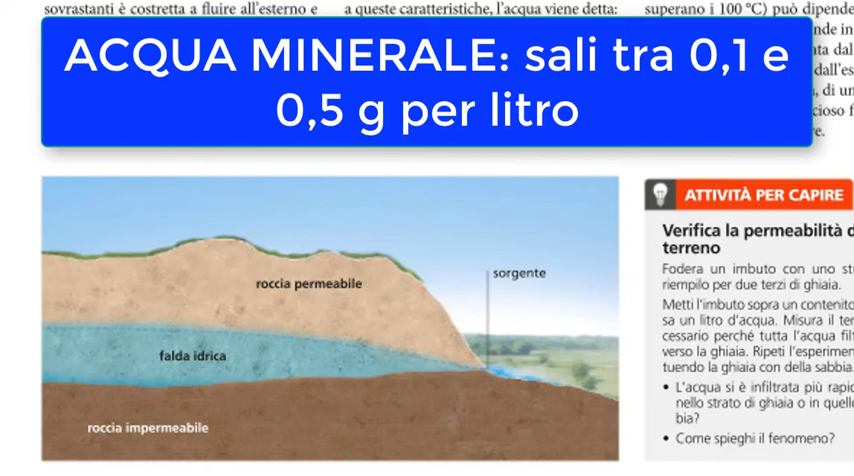 sovrastanti è costretta a fluire all'esterno e
a queste caratteristiche, l'acqua viene detta:
superano i 100 °C) può dipende
ACQUA MINERALE: sali tra 0,1 e
0,5 g per litro
roccia permeabile
sorgente
falda idrica
roccia impermeabile
ATTIVITÀ PER CAPIRE
Verifica la permeabilità d
terreno
Fodera un imbuto con uno str
riempilo per due terzi di ghiaia.
Metti l'imbuto sopra un contenito
sa un litro d'acqua. Misura il ter
cessario perché tutta l'acqua filt
verso la ghiaia. Ripeti l'esperimen
tuendo la ghiaia con della sabbia.
• L'acqua si è infiltrata più rapid
nello strato di ghiaia o in quello
bia?
• Come spieghi il fenomeno?